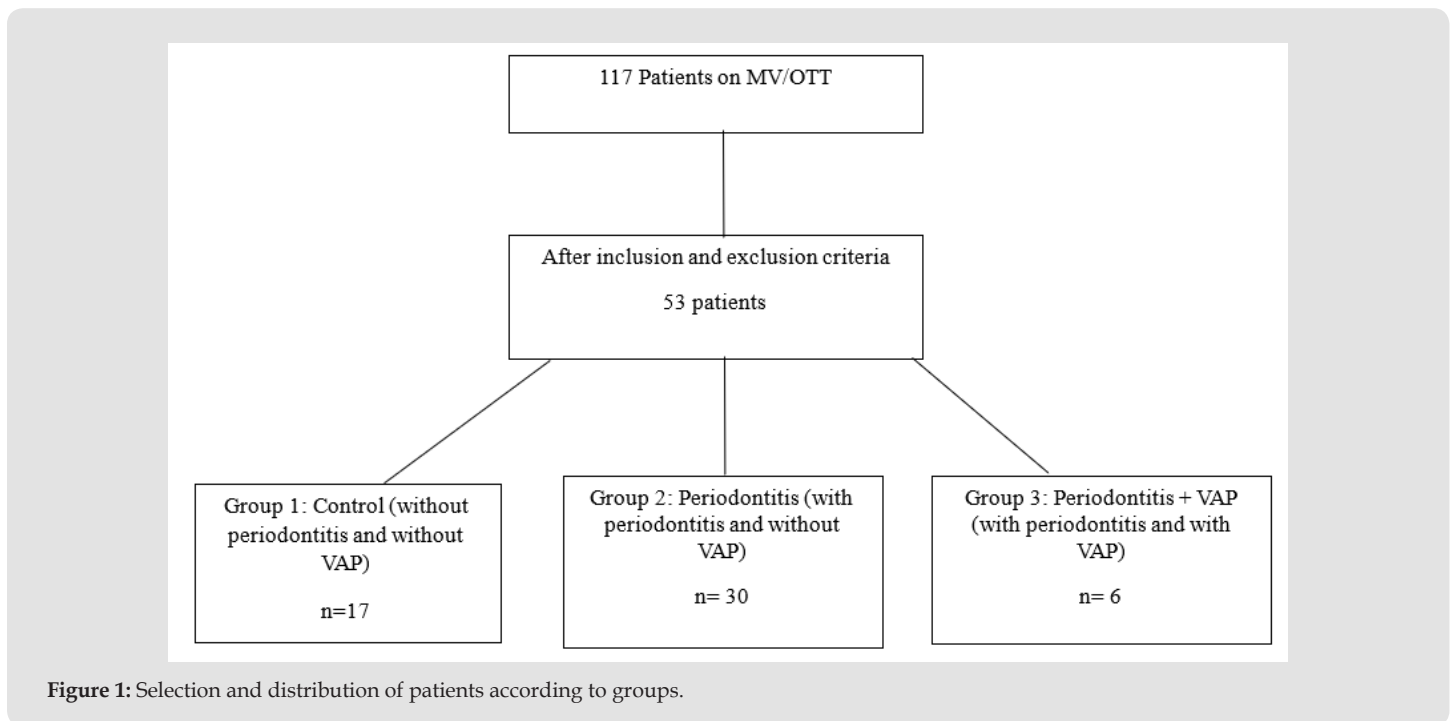 117 Patients on MV/OTT
After inclusion and exclusion criteria
53 patients
Group 1: Control (without
periodontitis and without
VAP)
n=17
Group 2: Periodontitis (with
periodontitis and without
VAP)
n= 30
Group 3: Periodontitis + VAP
(with periodontitis and with
VAP)
n= 6
Figure 1: Selection and distribution of patients according to groups.